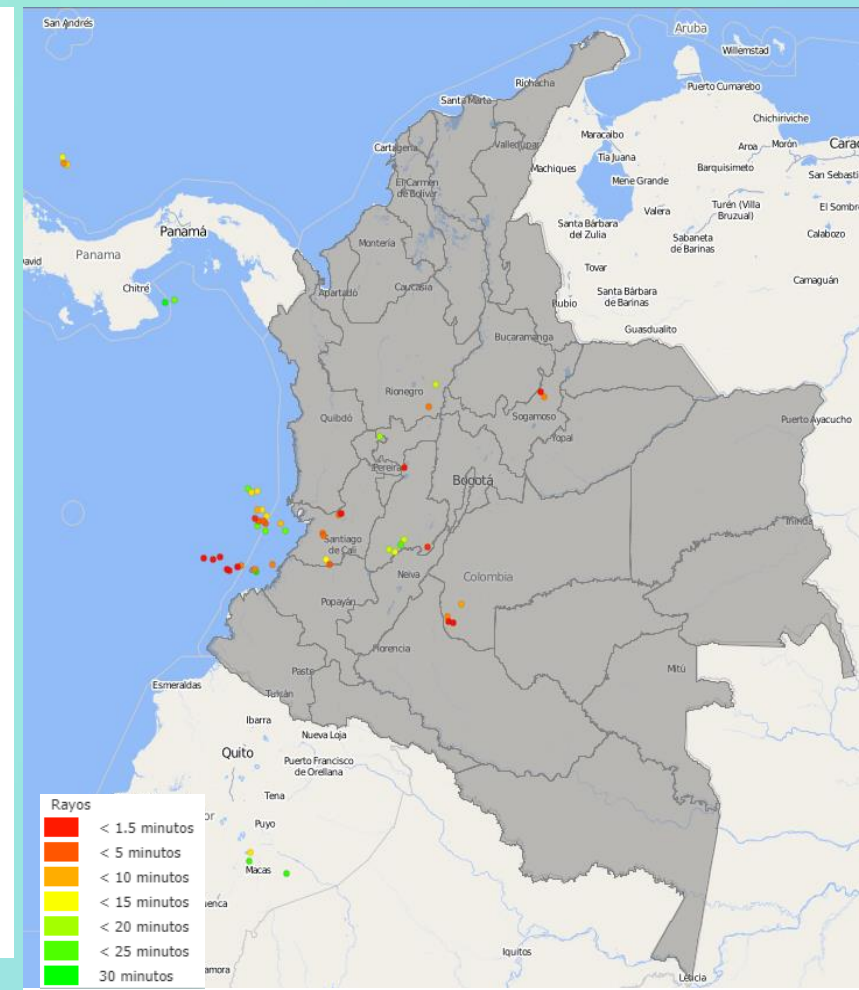 San Andrés
Aruba
Willemstad
Riohacha
Puerto Cumarebo
Santa Marta
Chichiriviche
Cartagena
Valledupar
Maracaibo
Aroa
Morón
Carac
Tia Juana
Machiques
Barquisimeto
San Sebasti
El Carmen
de Bolívar
Mene Grande
Valera
Turén (Villa
Bruzual)
El Sombr
Panamá
Santa Bárbara
del Zulia
Sabaneta
de Barinas
Calabozo
Montería
David
Panama
Tovar
Camaguán
Chitré
Apartadó
Caucasia
Santa Bárbara
de Barinas
Rubio
Guasdualito
Bucaramanga
Rionegro
Quibdó
Sogamoso
Puerto Ayacucho
Yopal
Pereira
Bogotá
Inírida
Santiago
de Cali
Neiva
Colombia
Popayán
Florencia
Mitú
Pasto
Esmeraldas
Tulcán
Ibarra
Nueva Loja
Quito
Puerto Francisco
de Orellana
Tena
Puyo
Macas
Iquitos
Leticia
Rayos
< 1.5 minutos
< 5 minutos
< 10 minutos
< 15 minutos
< 20 minutos
< 25 minutos
30 minutos